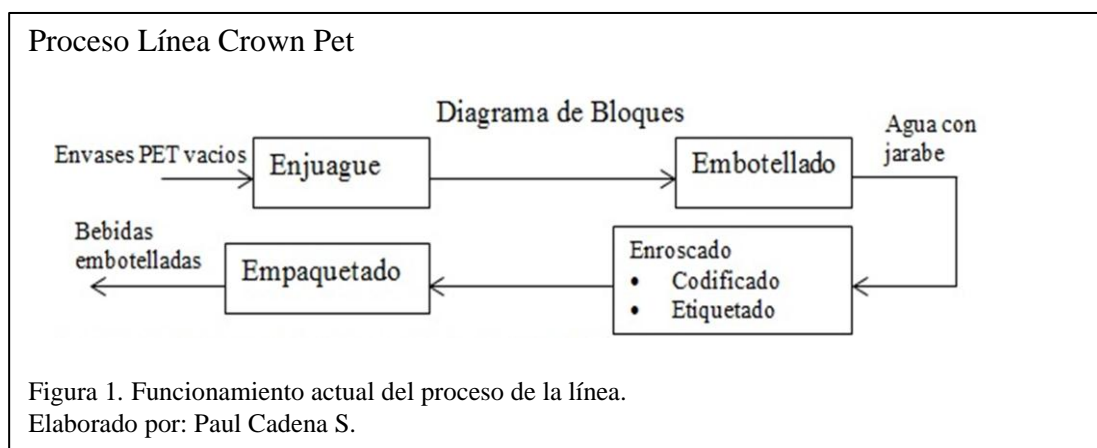 Proceso Línea Crown Pet
Diagrama de Bloques
Envases PET vacios
Enjuague
Embotellado
Agua con
jarabe
Bebidas
embotelladas
Empaquetado
Enroscado
• Codificado
• Etiquetado
Figura 1. Funcionamiento actual del proceso de la línea.
Elaborado por: Paul Cadena S.